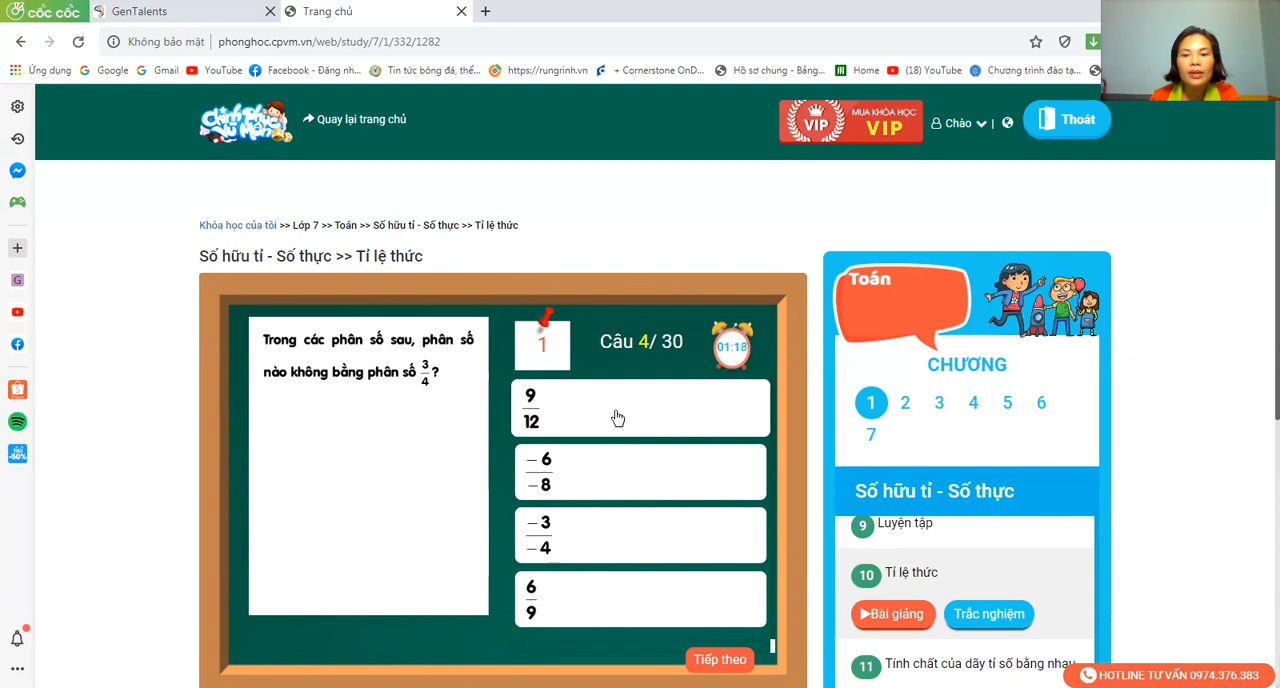 cốc cốc
GenTalents
Trang chủ
Không bảo mật
phonghoc.cpvm.vn/web/study/7/1/332/1282
Ứng dụng
Google
Gmail
YouTube
Facebook - Đăng nh...
Tin tức bóng đá, thể...
https://rungrinh.vn
+ Cornerstone OnD...
Hồ sơ chung - Bảng...
Home
(18) YouTube
Chương trình đào tạ...
Chinh Phục Vũ Môn
Quay lại trang chủ
VIP
MUA KHÓA HỌC
VIP
Chào
|
Thoát
Khóa học của tôi >> Lớp 7 >> Toán >> Số hữu tỉ - Số thực >> Tỉ lệ thức
Số hữu tỉ - Số thực >> Tỉ lệ thức
Trong các phân số sau, phân số
nào không bằng phân số 3/4?
1
Câu 4/ 30
01:18
9/12
-6/-8
-3/-4
6/9
Tiếp theo
Toán
CHƯƠNG
1 2 3 4 5 6
7
Số hữu tỉ - Số thực
9 Luyện tập
10 Tỉ lệ thức
Bài giảng
Trắc nghiệm
11 Tính chất của dãy tỉ số bằng nhau
HOTLINE TƯ VẤN 0974.376.383